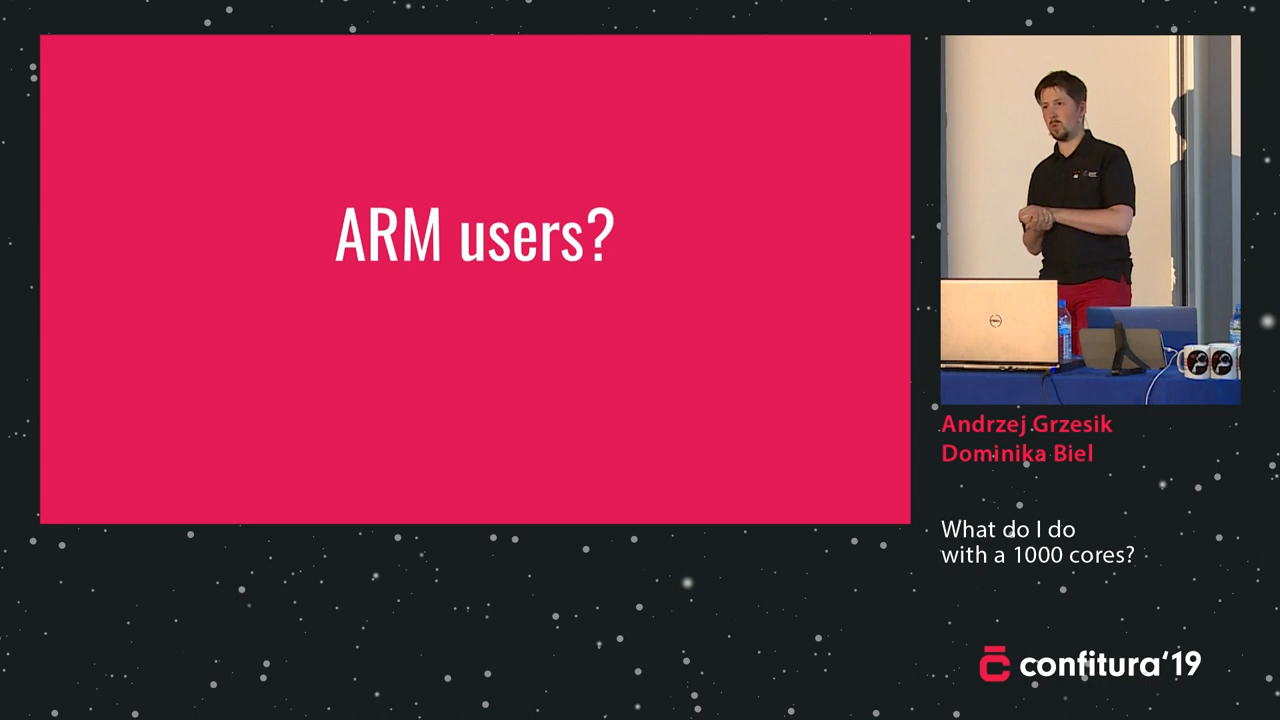 ARM users?
Andrzej Grzesik
Dominika Biel
What do I do
with a 1000 cores?
confitura'19